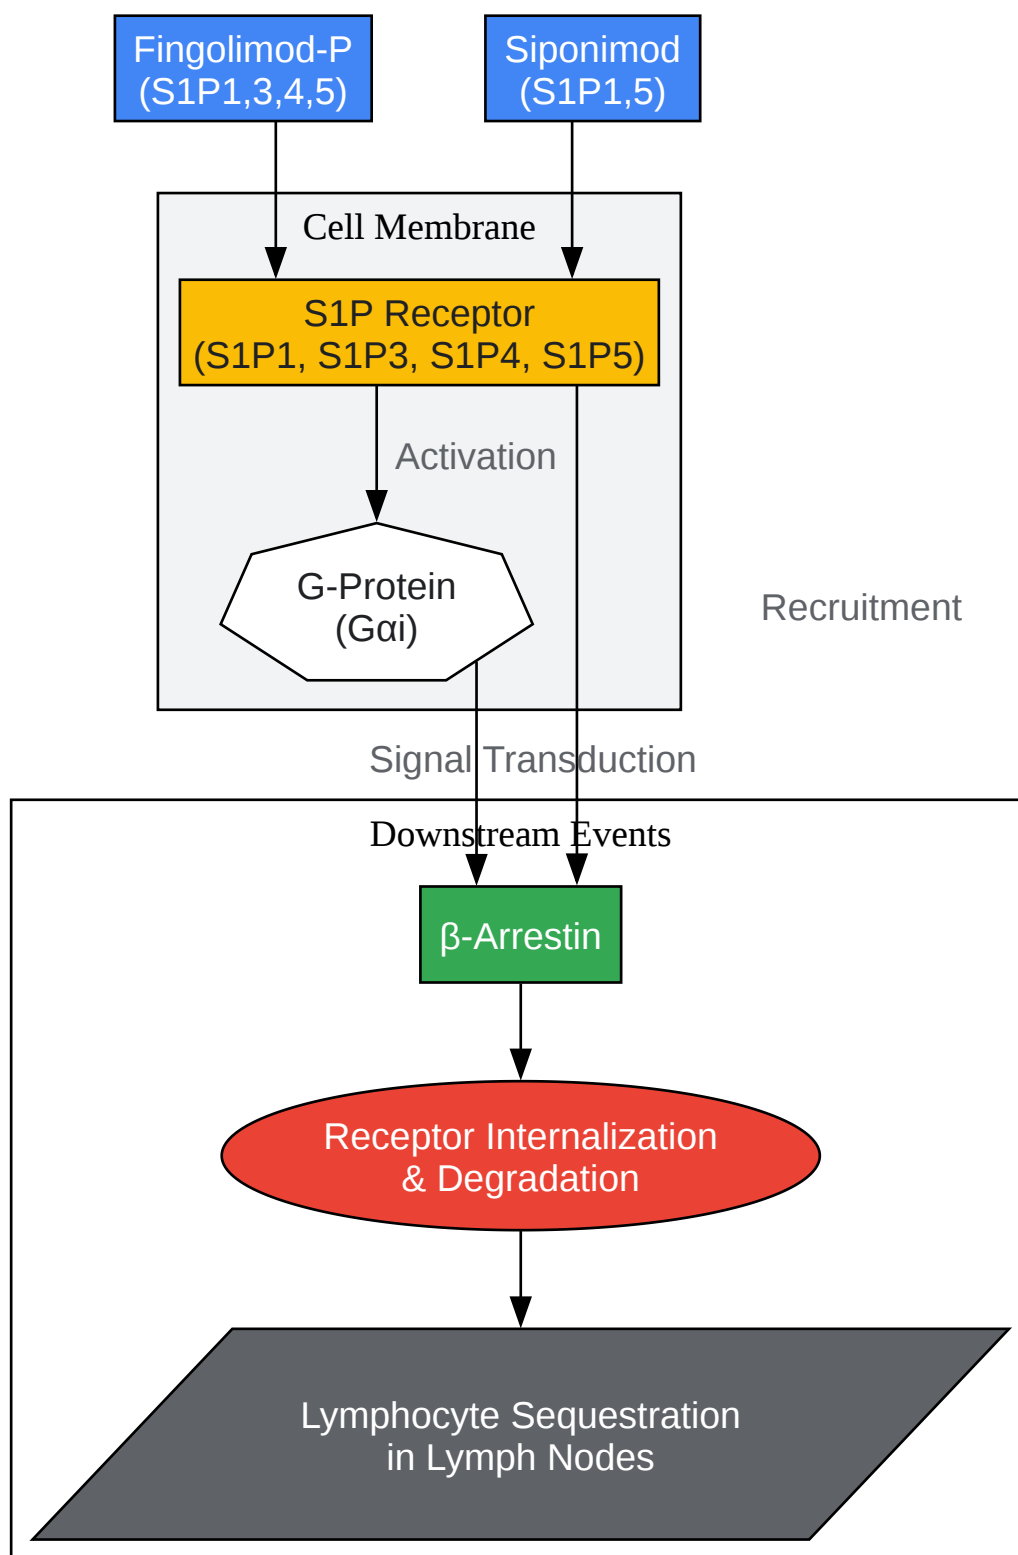 Fingolimod-P
(S1P1,3,4,5)
Siponimod
(S1P1,5)
Cell Membrane
S1P Receptor
(S1P1, S1P3, S1P4, S1P5)
Activation
G-Protein
(Gαi)
Recruitment
Signal Transduction
Downstream Events
β-Arrestin
Receptor Internalization
& Degradation
Lymphocyte Sequestration
in Lymph Nodes